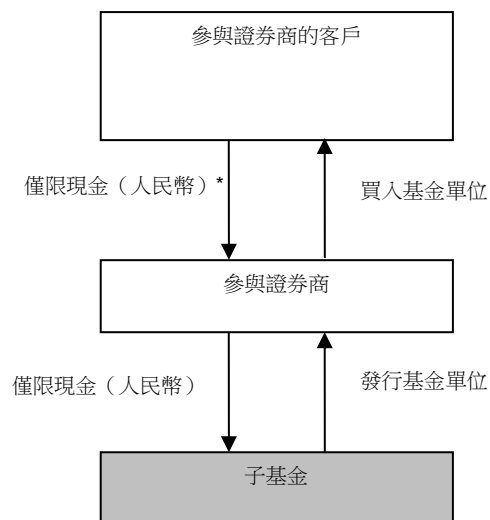 參與證券商的客戶
僅限現金（人民幣）*
買入基金單位
參與證券商
僅限現金（人民幣）
發行基金單位
子基金